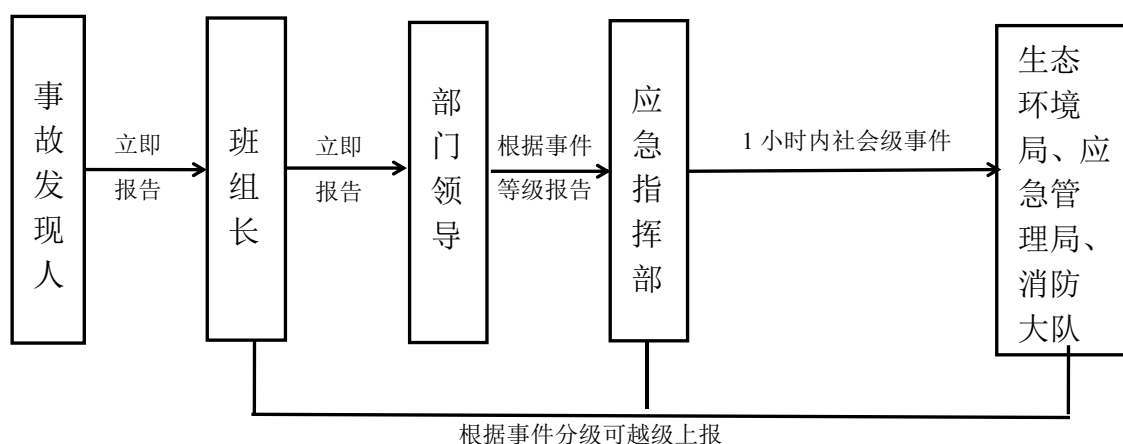 事故发现人
立即
报告
班组长
立即
报告
部门领导
根据事件
等级报告
应急指挥部
1 小时内社会级事件
生态
环境
局、应
急管
理局、
消防
大队
根据事件分级可越级上报